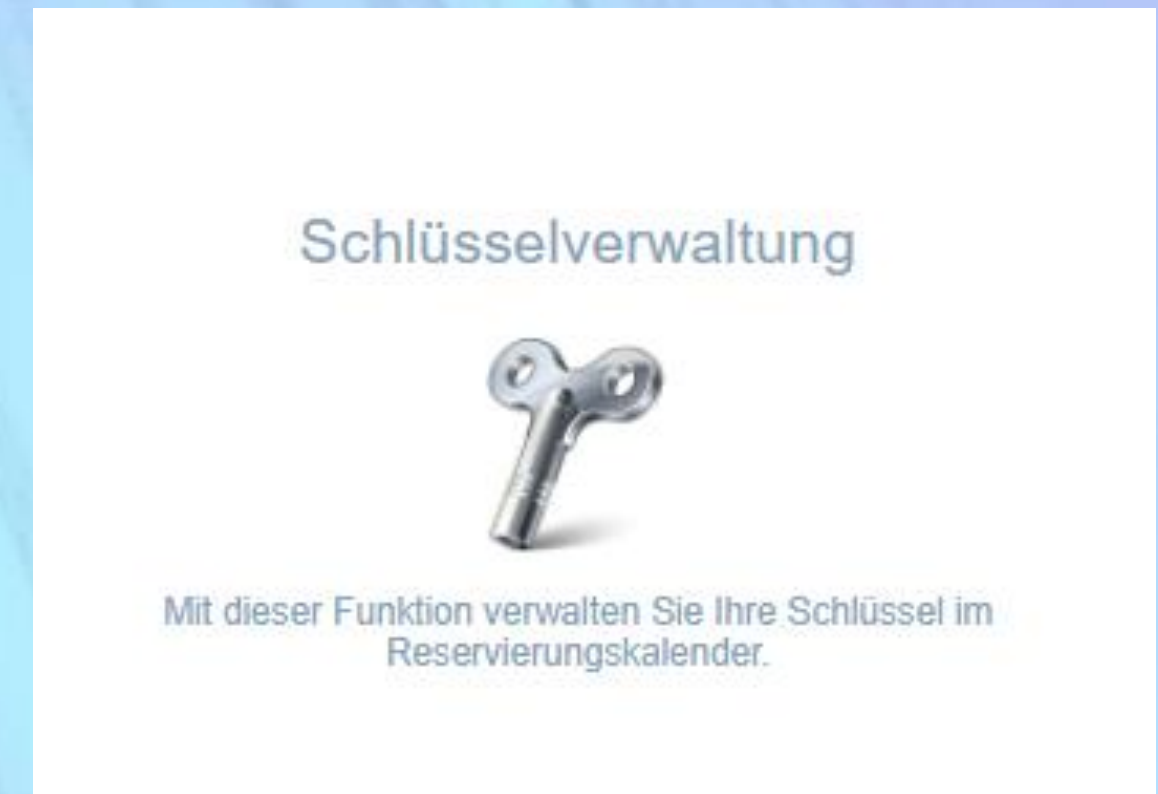 Schlüsselverwaltung
Mit dieser Funktion verwalten Sie Ihre Schlüssel im
Reservierungskalender.